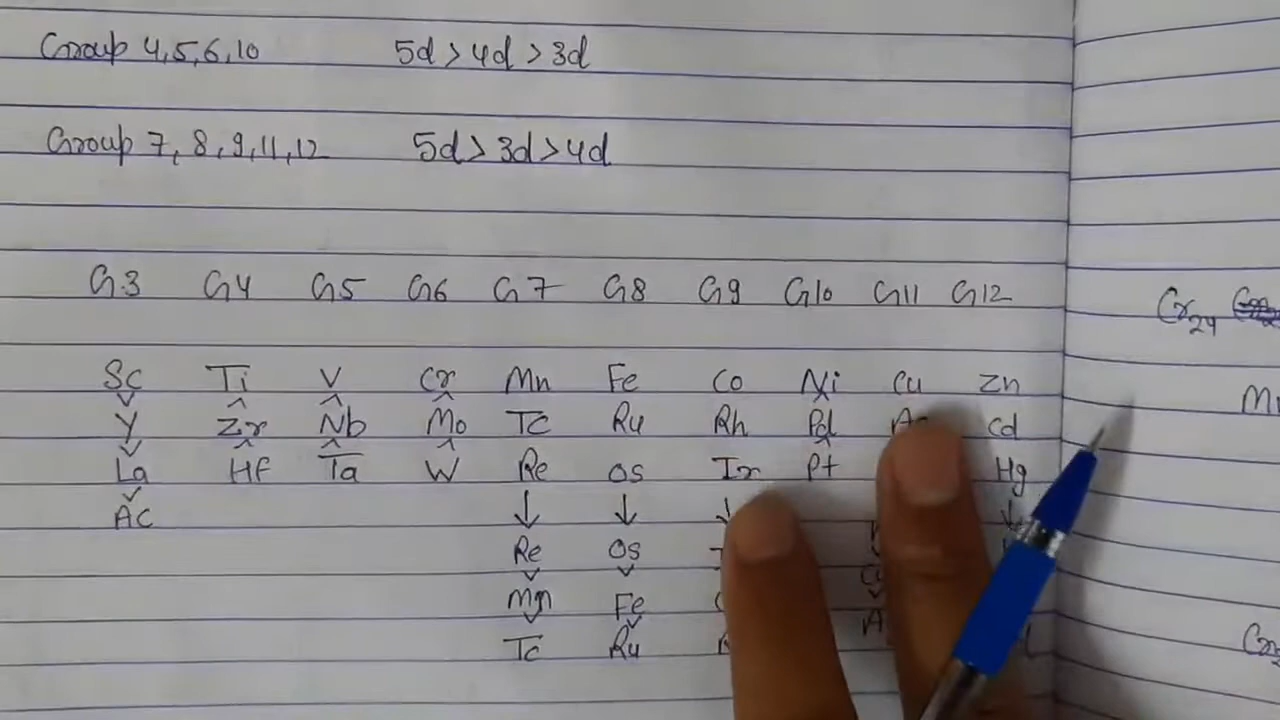 Group 4,5,6,10 5d > 4d > 3d
Group 7, 8, 9, 11, 12 5d > 3d > 4d
G3 G4 G5 G6 G7 G8 G9 G10 G11 G12
Cr24
Sc Ti V Cr Mn Fe Co Ni Cu Zn
∨ ∧ ∧ ∧ ∧
Y Zr Nb Mo Tc Ru Rh Pd Cd
∨ ∧ ∧ ∧ ∧
La Hf Ta W Re Os Ir Pt Hg
∨ ↓ ↓ ↓ ↓
AC
Re Os
∨ ∨
Mn Fe
∨ ∨
Tc Ru